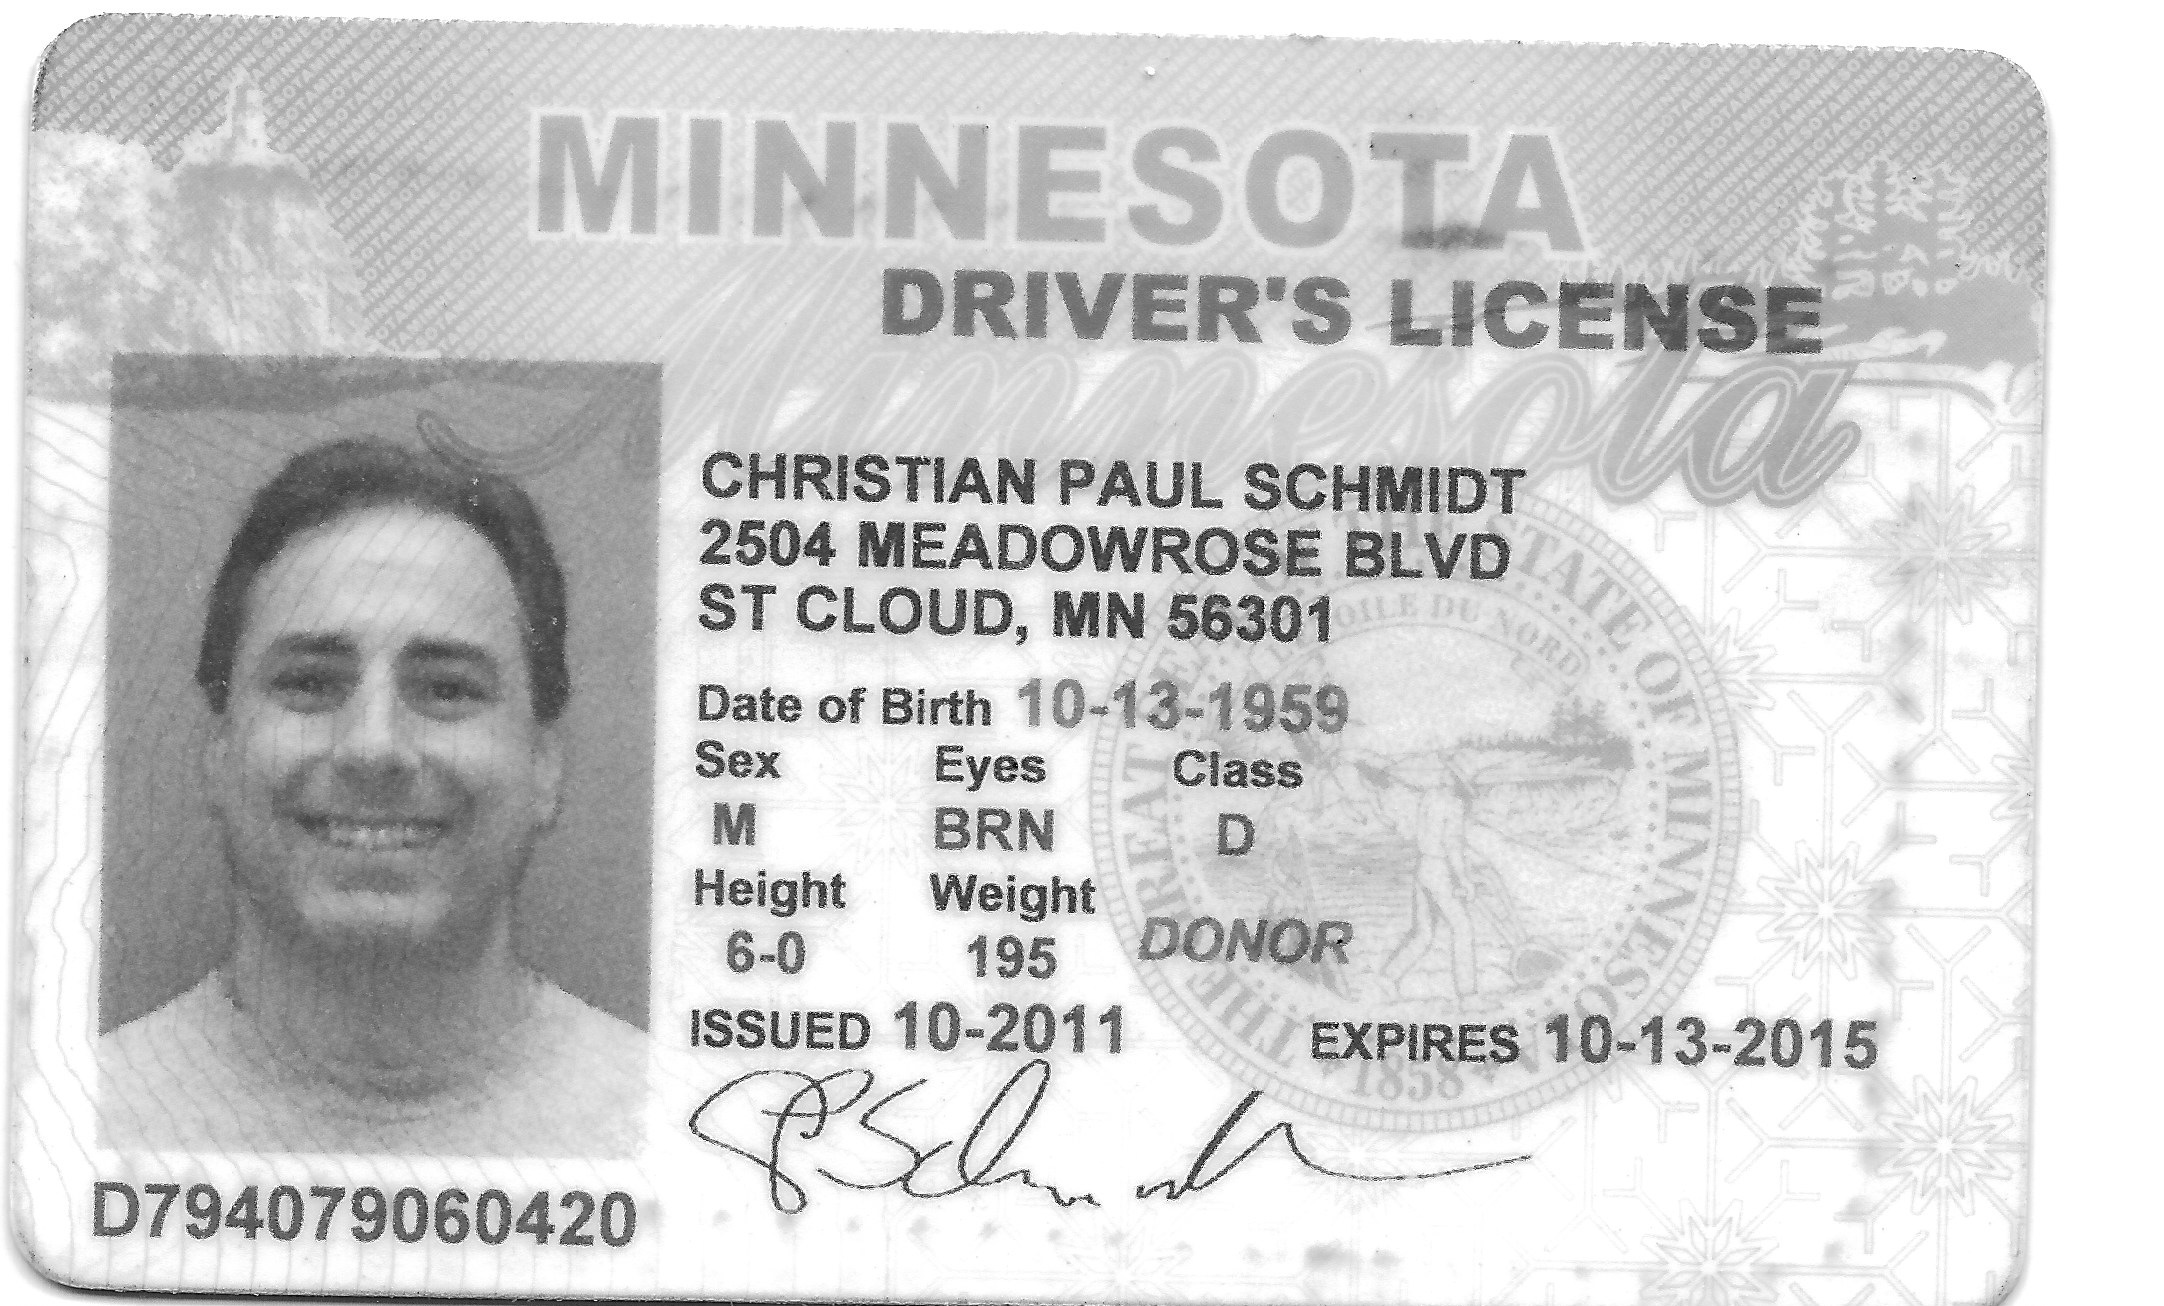 MINNESOTA
DRIVER'S LICENSE
Minnesota
CHRISTIAN PAUL SCHMIDT
2504 MEADOWROSE BLVD
ST CLOUD, MN 56301
Date of Birth 10-13-1959
Sex Eyes Class
M BRN D
Height Weight
6-0 195 DONOR
ISSUED 10-2011 EXPIRES 10-13-2015
D794079060420
THE GREAT SEAL OF THE STATE OF MINNESOTA
L'ETOILE DU NORD
1858